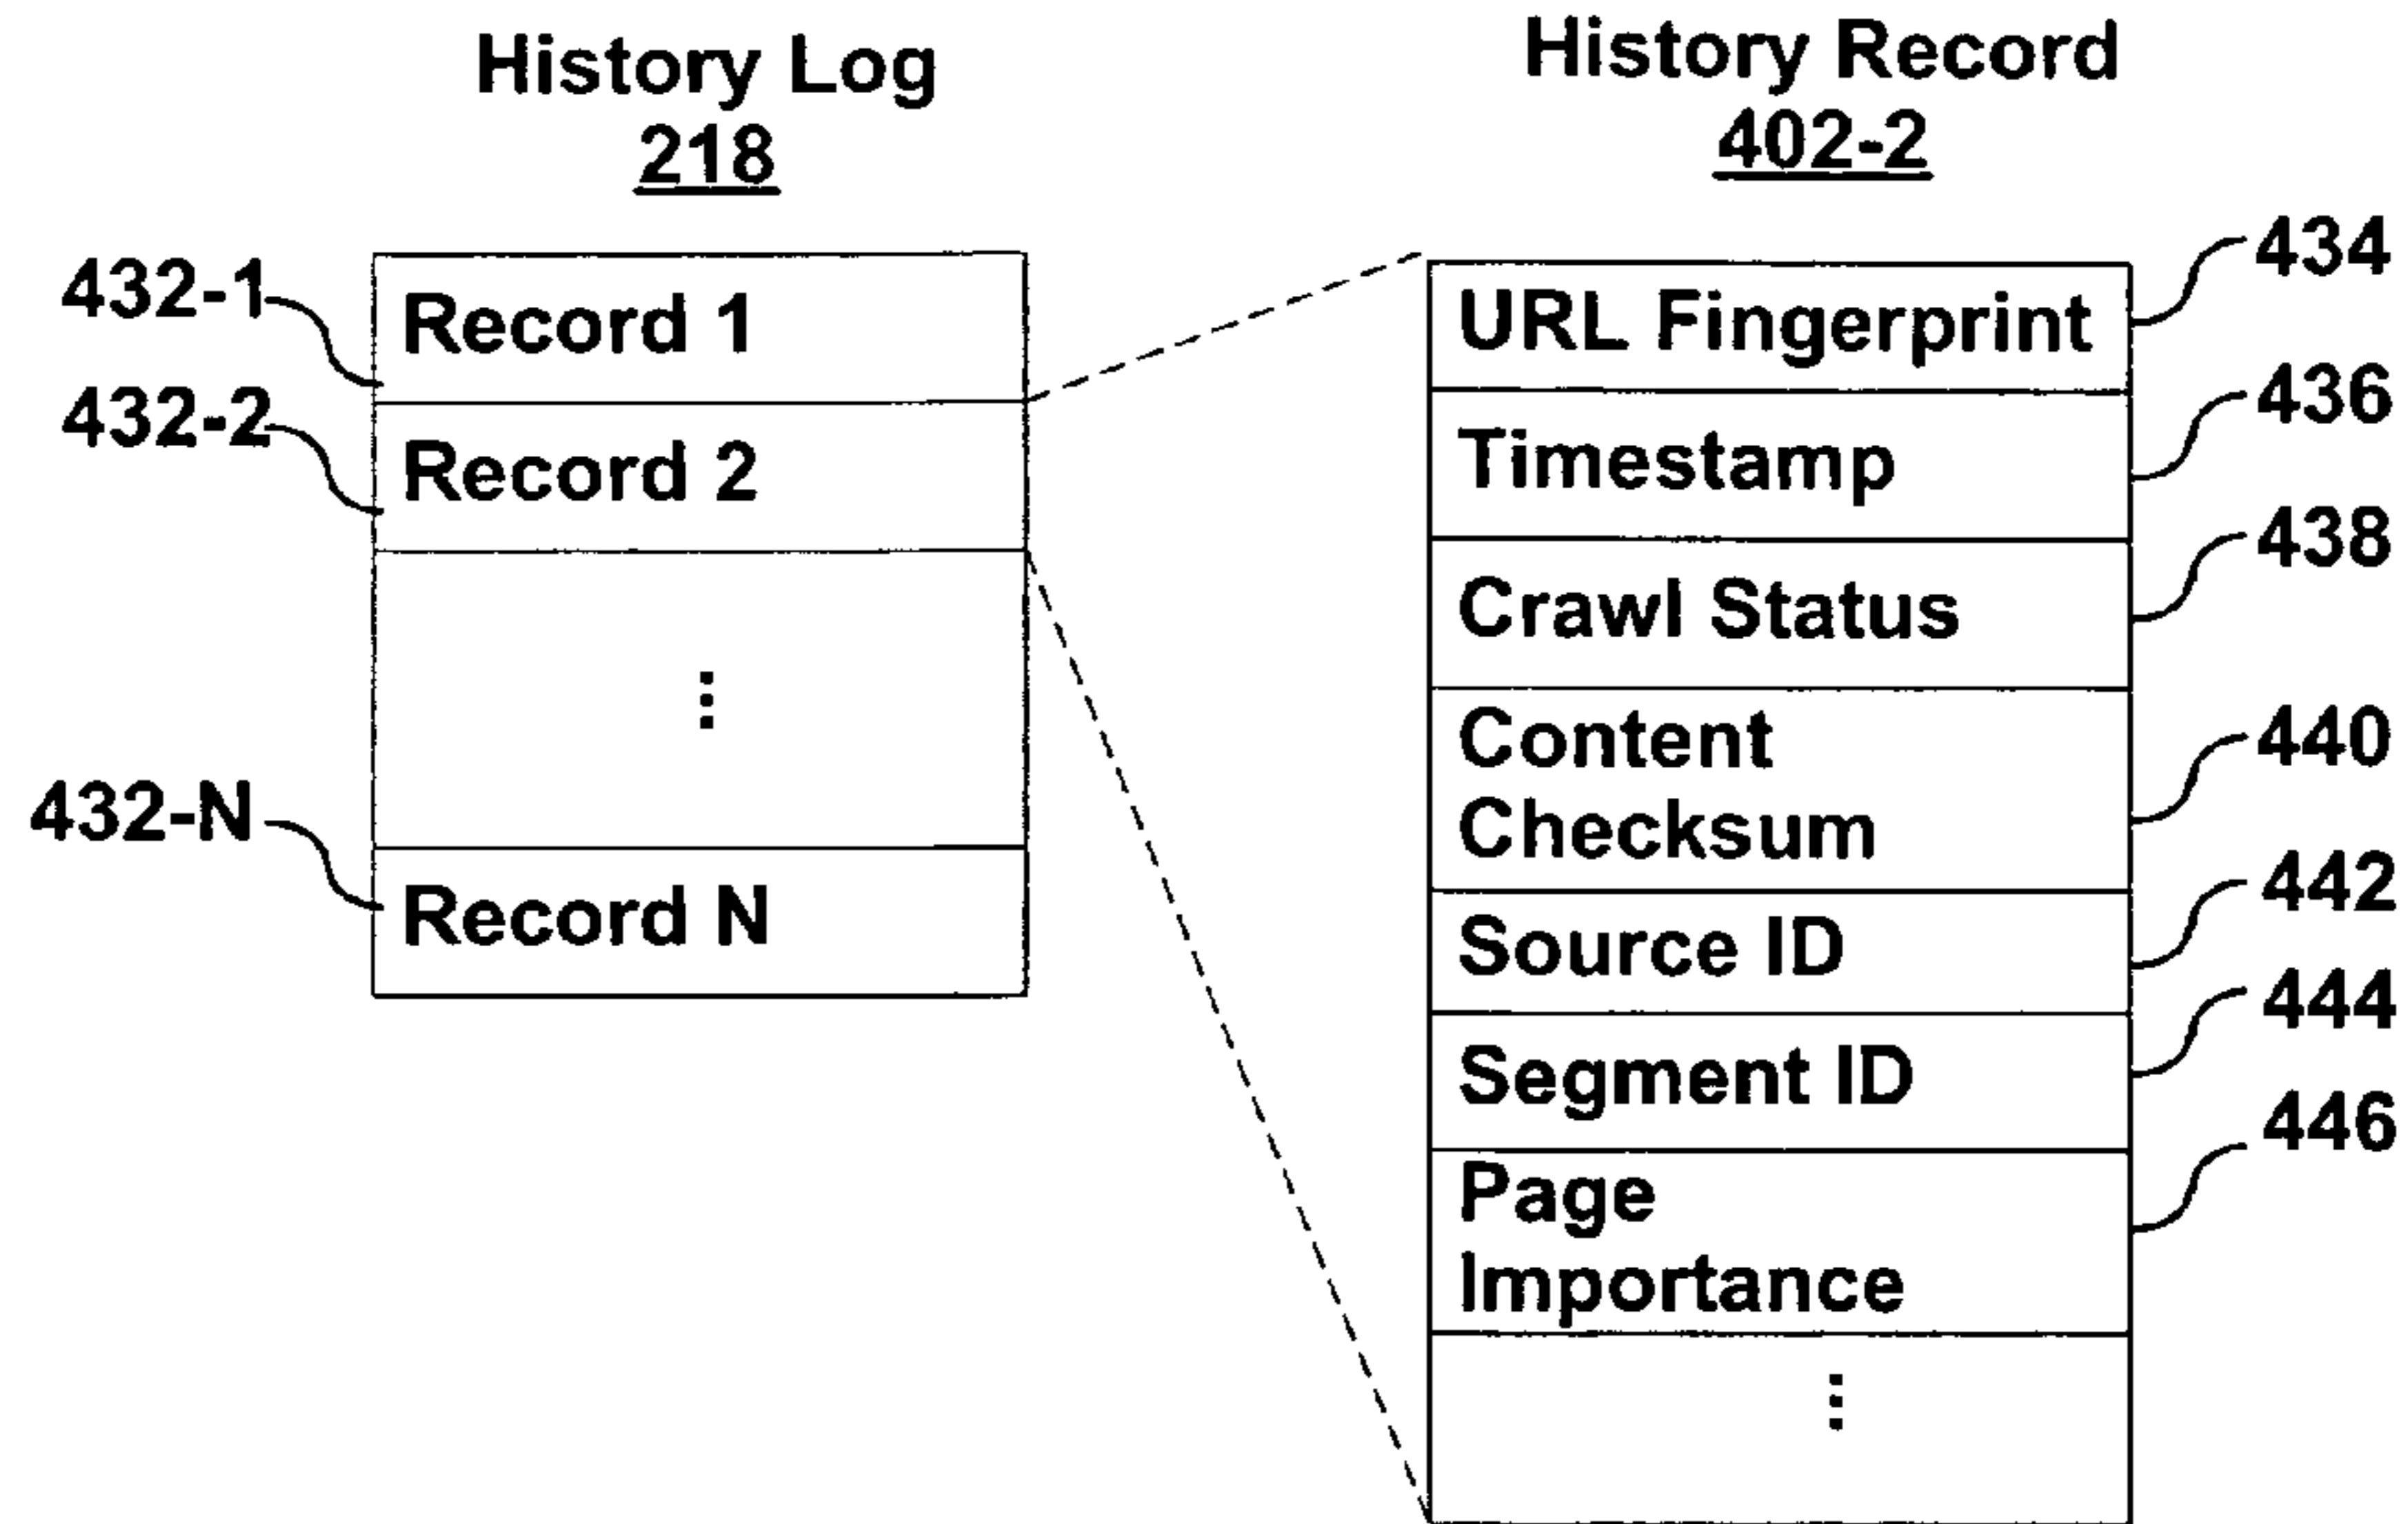 History Log
218
432-1
Record 1
432-2
Record 2
⋮
432-N
Record N
History Record
402-2
URL Fingerprint
434
Timestamp
436
Crawl Status
438
Content
Checksum
440
Source ID
442
Segment ID
444
Page
Importance
446
⋮